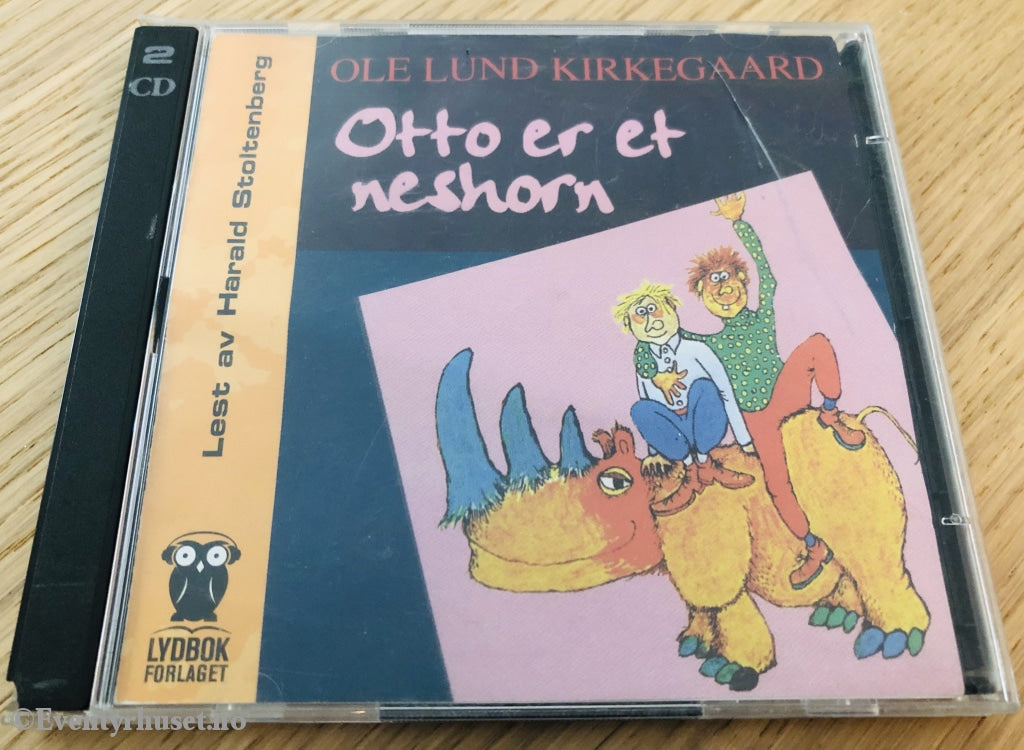 2
CD
Lest av Harald Stoltenberg
OLE LUND KIRKEGAARD
Otto er et
neshorn
LYDBOK
FORLAGET
©Eventyrhuset.no